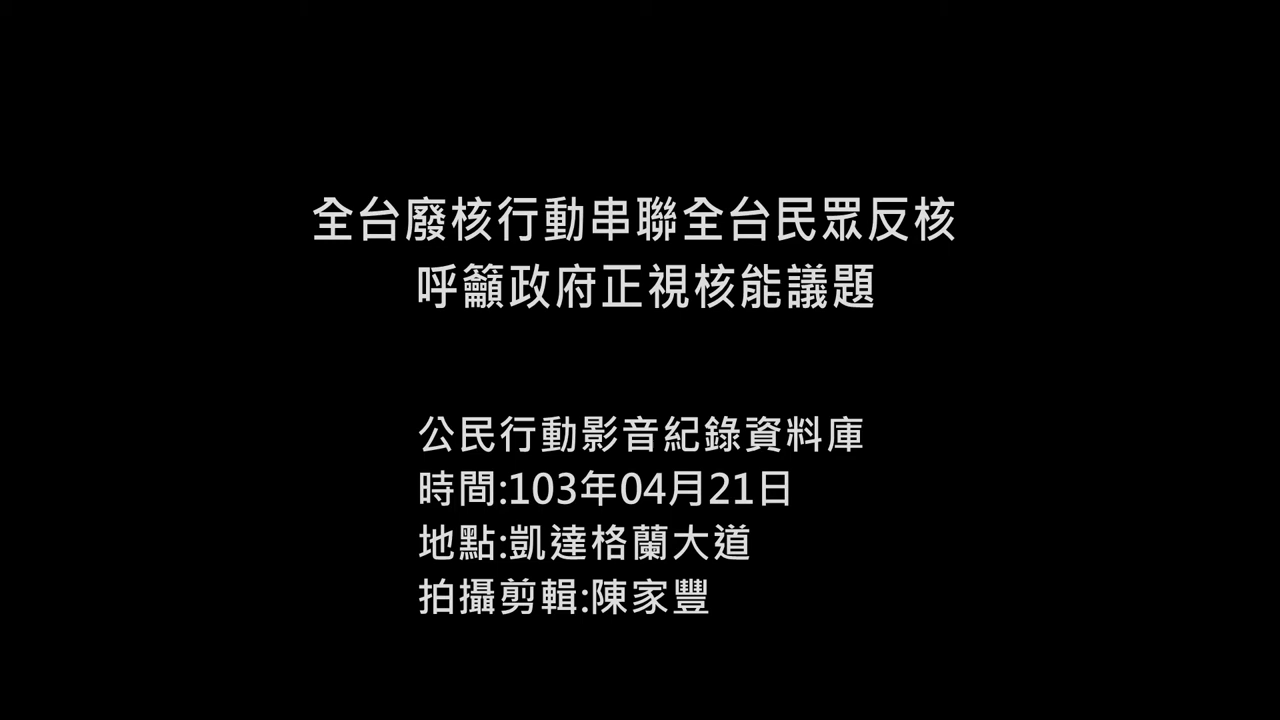 全台廢核行動串聯全台民眾反核
呼籲政府正視核能議題
公民行動影音紀錄資料庫
時間:103年04月21日
地點:凱達格蘭大道
拍攝剪輯:陳家豐